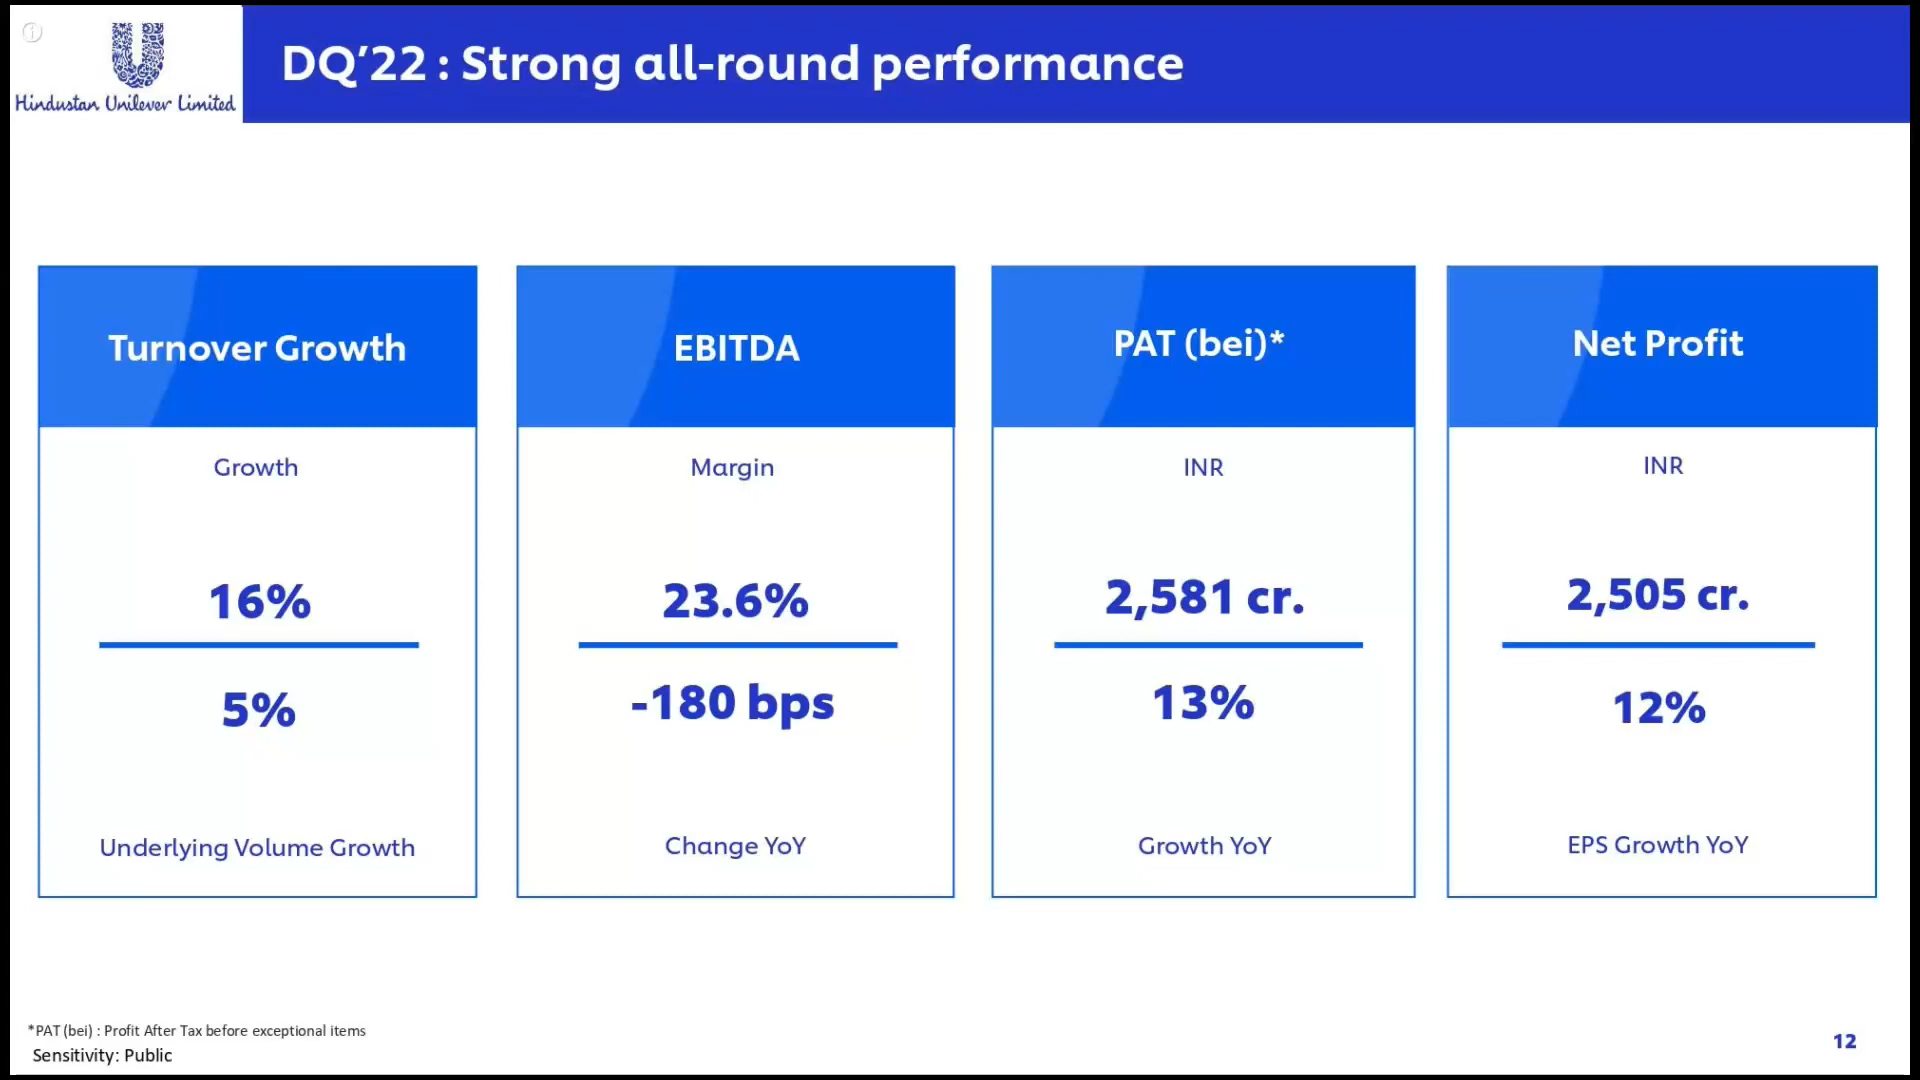 Hindustan Unilever Limited
DQ’22 : Strong all-round performance
Turnover Growth
Growth
16%
5%
Underlying Volume Growth
EBITDA
Margin
23.6%
-180 bps
Change YoY
PAT (bei)*
INR
2,581 cr.
13%
Growth YoY
Net Profit
INR
2,505 cr.
12%
EPS Growth YoY
*PAT (bei) : Profit After Tax before exceptional items
Sensitivity: Public
12